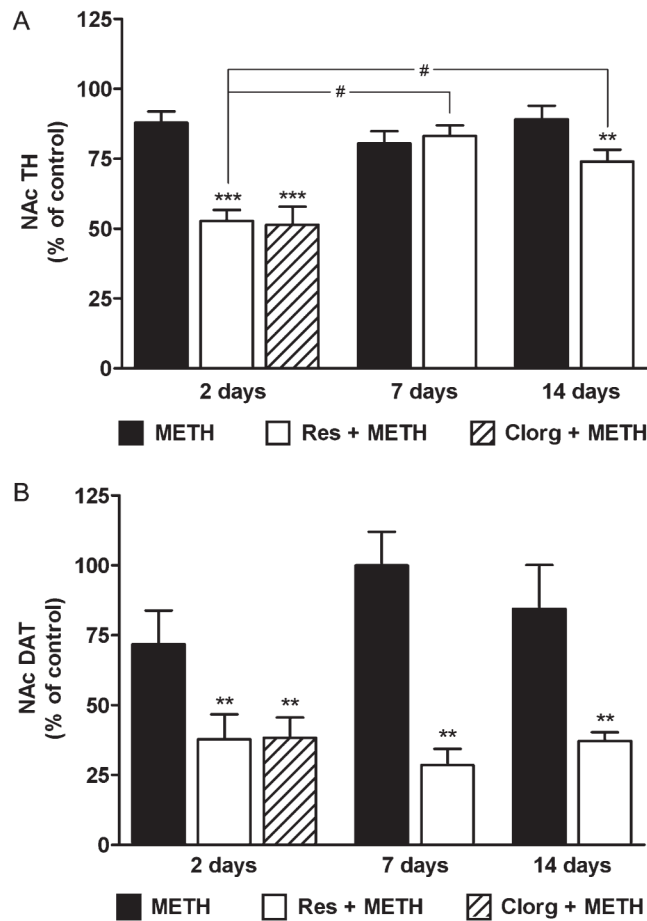 A
125
100
75
50
25
0
NAc TH
(% of control)
#
#
***
***
**
2 days 7 days 14 days
METH Res + METH Clorg + METH
B
125
100
75
50
25
0
NAc DAT
(% of control)
**
**
**
**
2 days 7 days 14 days
METH Res + METH Clorg + METH